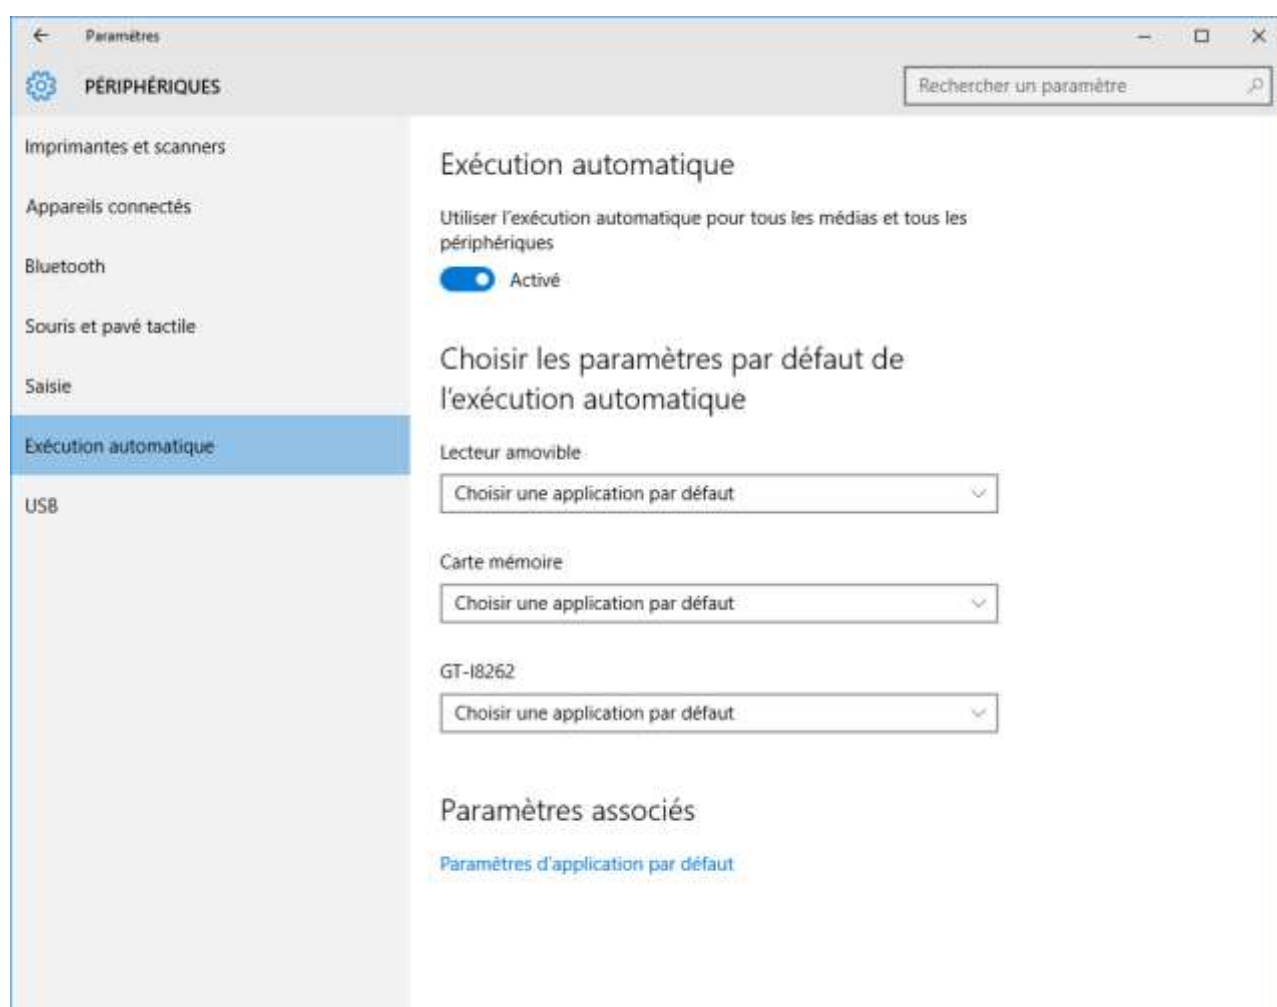 Paramètres
PÉRIPHÉRIQUES
Rechercher un paramètre
Imprimantes et scanners
Appareils connectés
Bluetooth
Souris et pavé tactile
Saisie
Exécution automatique
USB
Exécution automatique
Utiliser l'exécution automatique pour tous les médias et tous les
périphériques
Activé
Choisir les paramètres par défaut de
l'exécution automatique
Lecteur amovible
Choisir une application par défaut
Carte mémoire
Choisir une application par défaut
GT-I8262
Choisir une application par défaut
Paramètres associés
Paramètres d'application par défaut